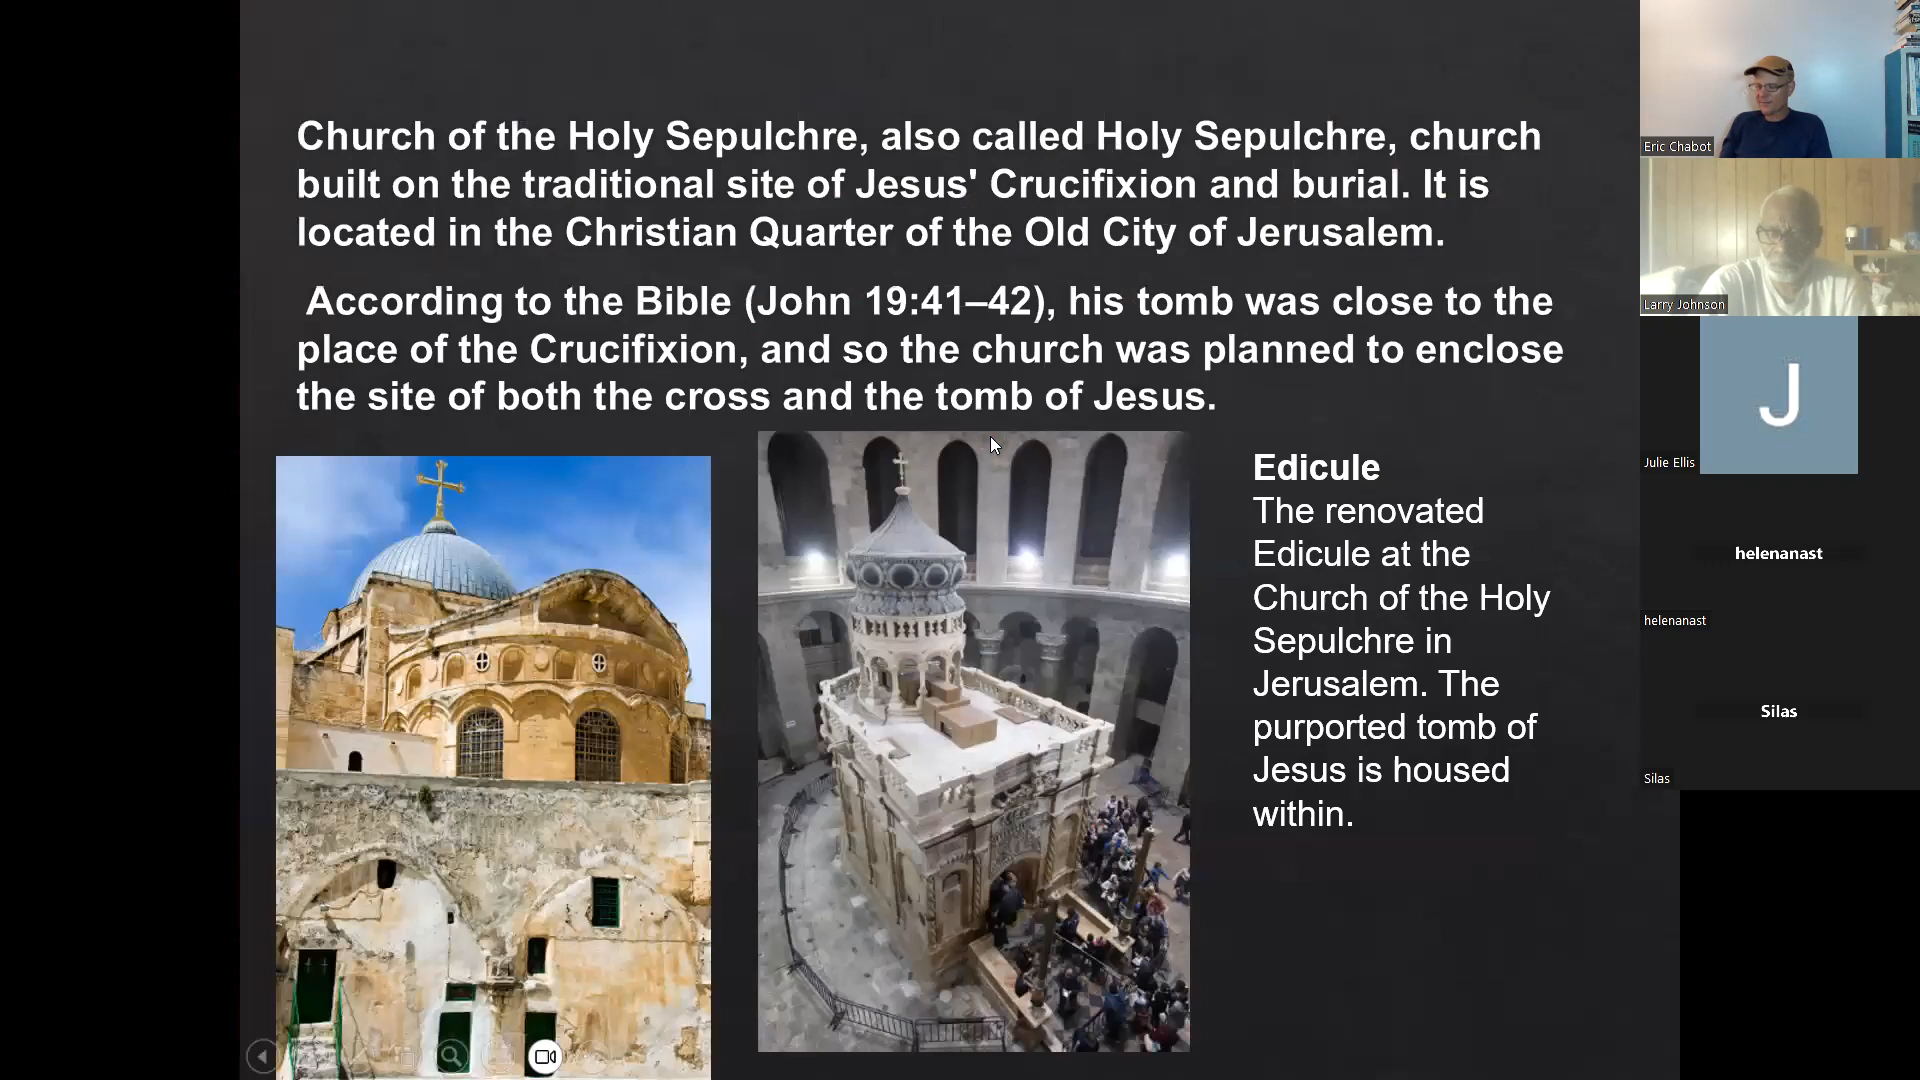 Church of the Holy Sepulchre, also called Holy Sepulchre, church
built on the traditional site of Jesus' Crucifixion and burial. It is
located in the Christian Quarter of the Old City of Jerusalem.
According to the Bible (John 19:41–42), his tomb was close to the
place of the Crucifixion, and so the church was planned to enclose
the site of both the cross and the tomb of Jesus.
Edicule
The renovated
Edicule at the
Church of the Holy
Sepulchre in
Jerusalem. The
purported tomb of
Jesus is housed
within.
Eric Chabot
Larry Johnson
J
Julie Ellis
helenanast
helenanast
Silas
Silas